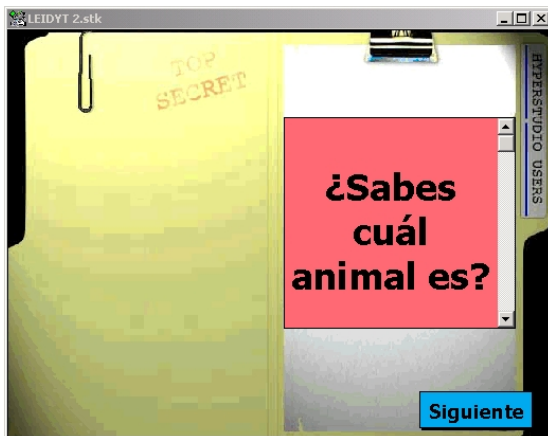 LEIDYT 2.stk
TOP
SECRET
HYPERSTUDIO USERS
¿Sabes
cuál
animal es?
Siguiente